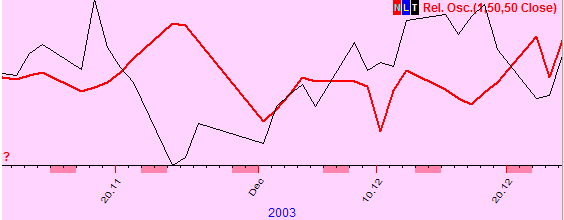 NLT Rel. Osc.(1,50,50 Close)
?
20.11
Dec
10.12
20.12
2003